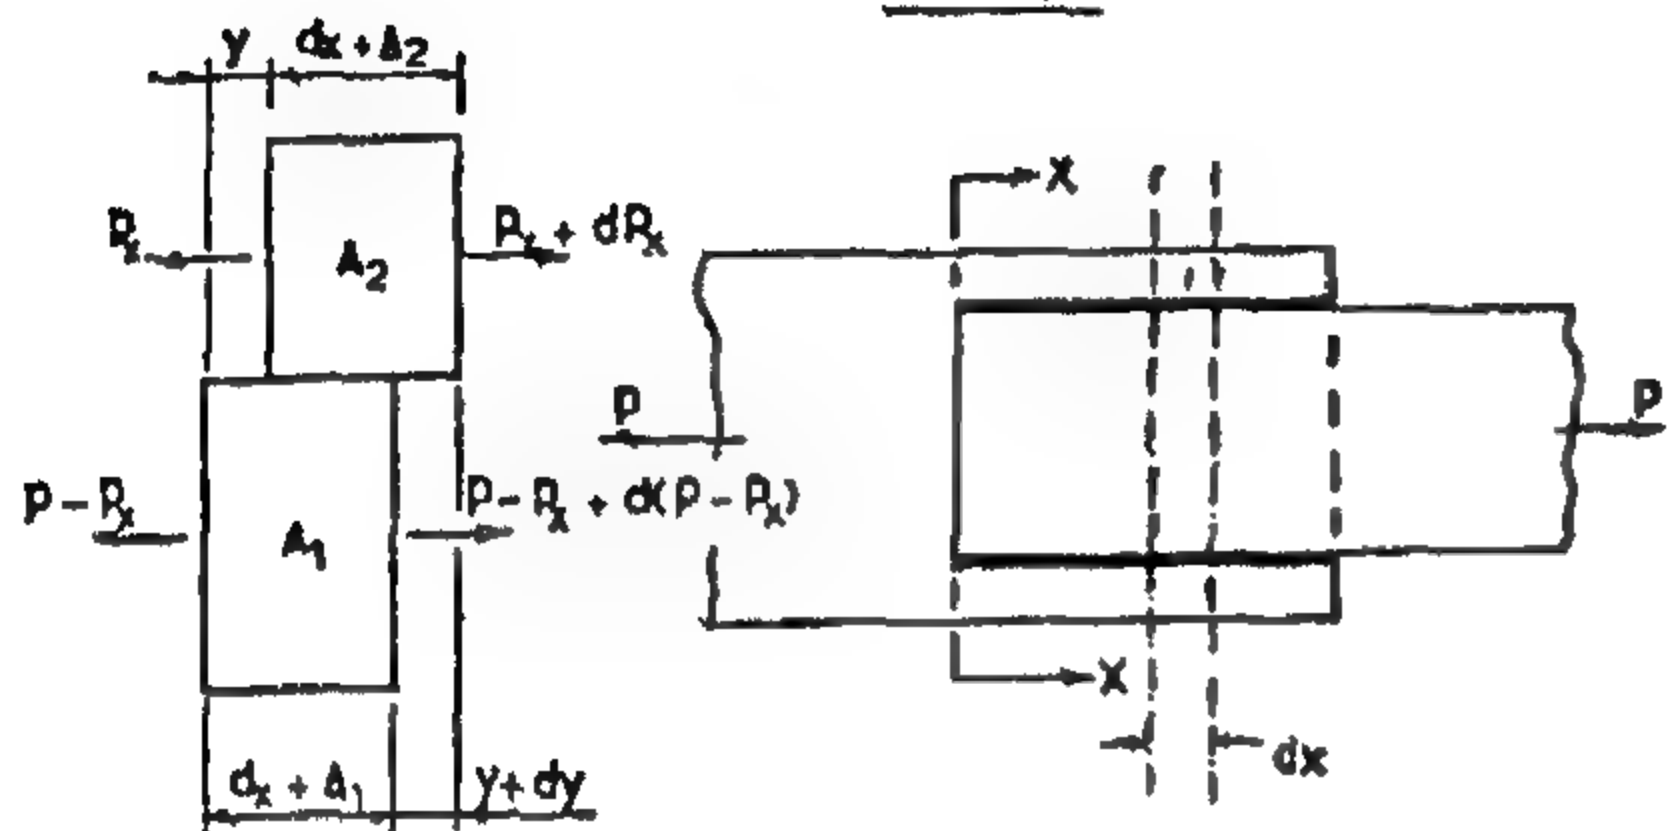 y
dx + Δ2
Px
Px + dPx
A2
P - Px
P - Px + d(P - Px)
A1
dx + Δ1
y + dy
x
P
P
x
dx